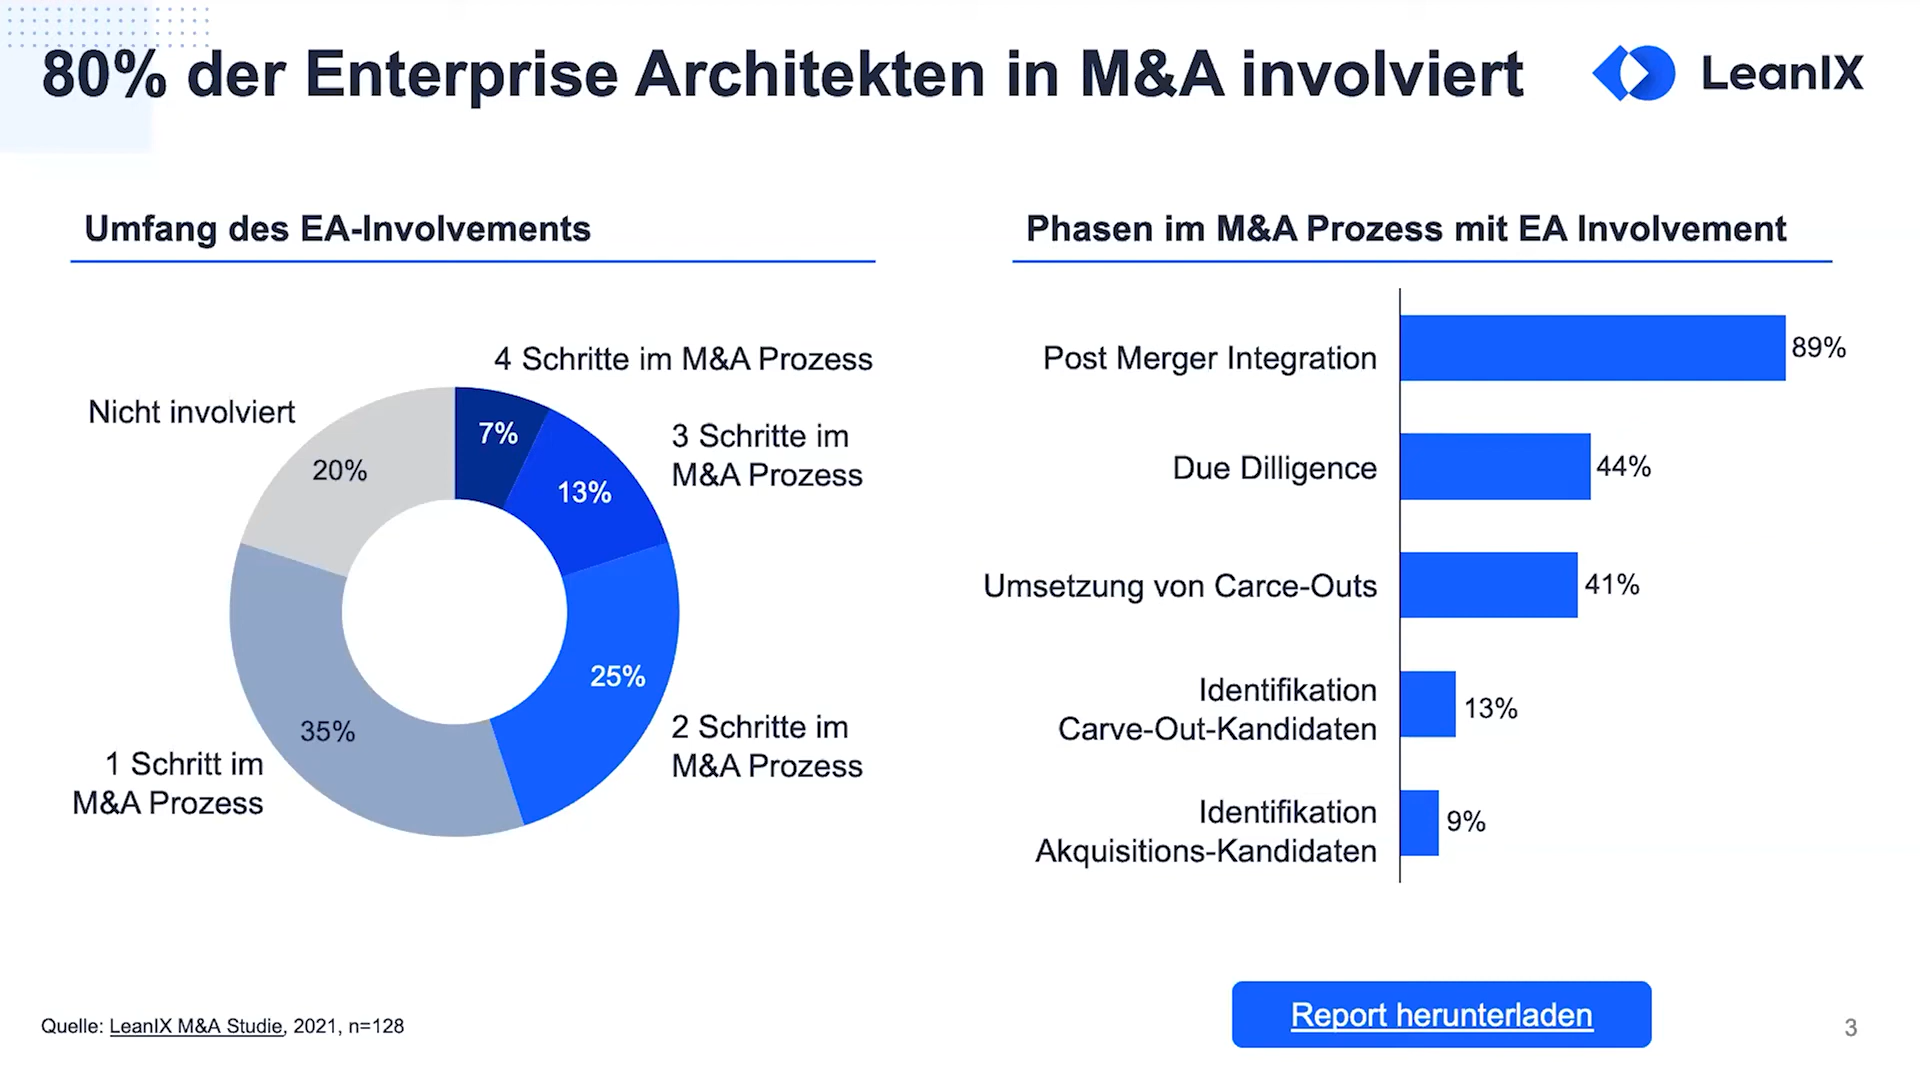 80% der Enterprise Architekten in M&A involviert
LeanIX
Umfang des EA-Involvements
4 Schritte im M&A Prozess
Nicht involviert
7%
3 Schritte im
M&A Prozess
20%
13%
25%
35%
2 Schritte im
M&A Prozess
1 Schritt im
M&A Prozess
Phasen im M&A Prozess mit EA Involvement
Post Merger Integration
89%
Due Dilligence
44%
Umsetzung von Carce-Outs
41%
Identifikation
Carve-Out-Kandidaten
13%
Identifikation
Akquisitions-Kandidaten
9%
Quelle: LeanIX M&A Studie, 2021, n=128
Report herunterladen
3